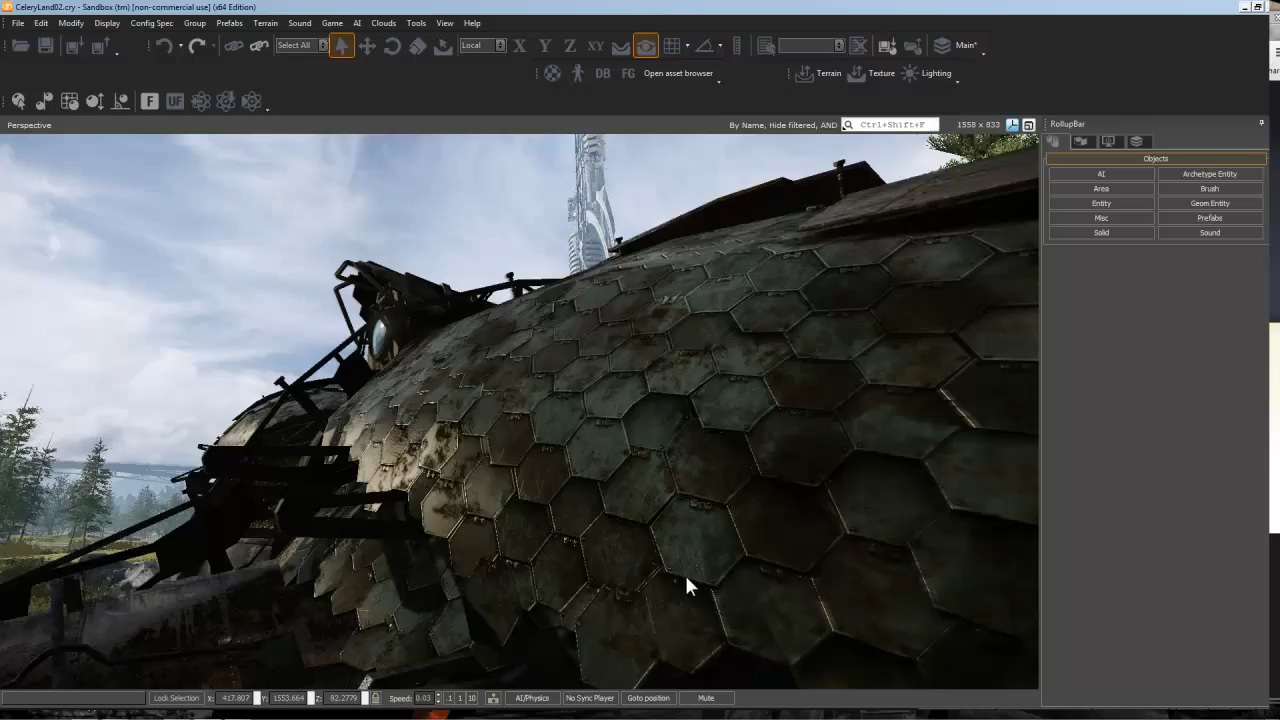 CeleryLand02.cry - Sandbox (tm) [non-commercial use] (x64 Edition)
File Edit Modify Display Config Spec Group Prefabs Terrain Sound Game AI Clouds Tools View Help
Select All Local X Y Z XY Main*
DB FG Open asset browser Terrain Texture Lighting
F UF
Perspective By Name, Hide filtered, AND Ctrl+Shift+F 1558 x 833 RollupBar
Objects
AI Archetype Entity
Area Brush
Entity Geom Entity
Misc Prefabs
Solid Sound
Lock Selection X: 417.807 Y: 1553.664 Z: 82.2779 Speed: 0.03 .1 1 10 AI/Physics No Sync Player Goto position Mute